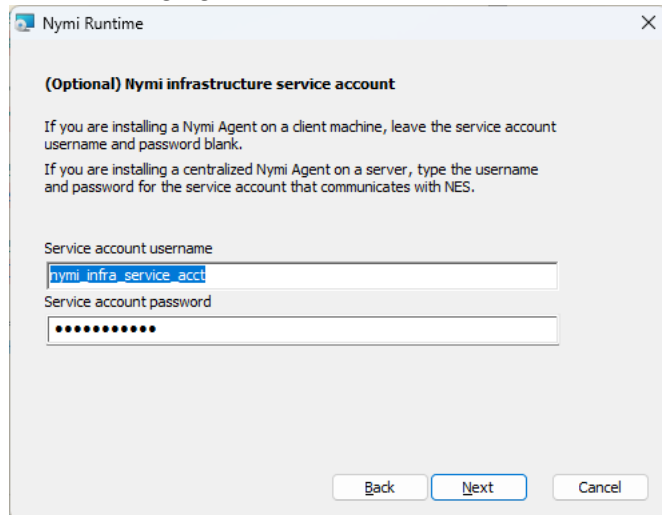 Nymi Runtime
(Optional) Nymi infrastructure service account
If you are installing a Nymi Agent on a client machine, leave the service account
username and password blank.
If you are installing a centralized Nymi Agent on a server, type the username
and password for the service account that communicates with NES.
Service account username
nymi_infra_service_acct
Service account password
●●●●●●●●●●●
Back
Next
Cancel